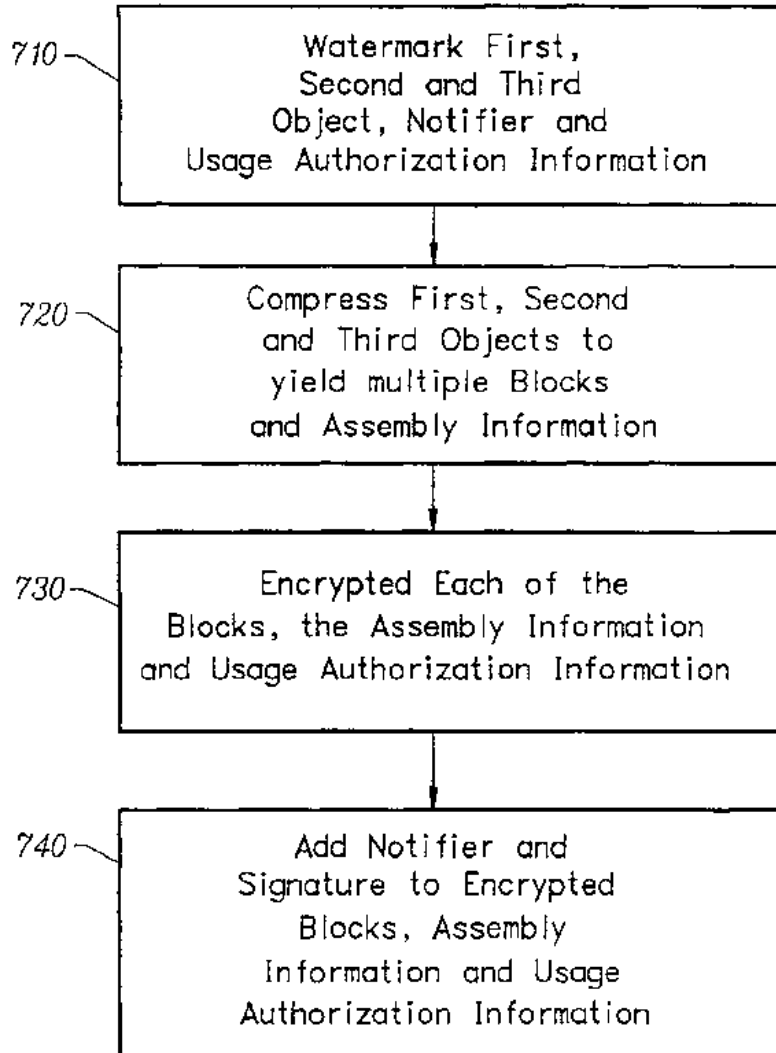 710
Watermark First,
Second and Third
Object, Notifier and
Usage Authorization Information
720
Compress First, Second
and Third Objects to
yield multiple Blocks
and Assembly Information
730
Encrypted Each of the
Blocks, the Assembly Information
and Usage Authorization Information
740
Add Notifier and
Signature to Encrypted
Blocks, Assembly
Information and Usage
Authorization Information